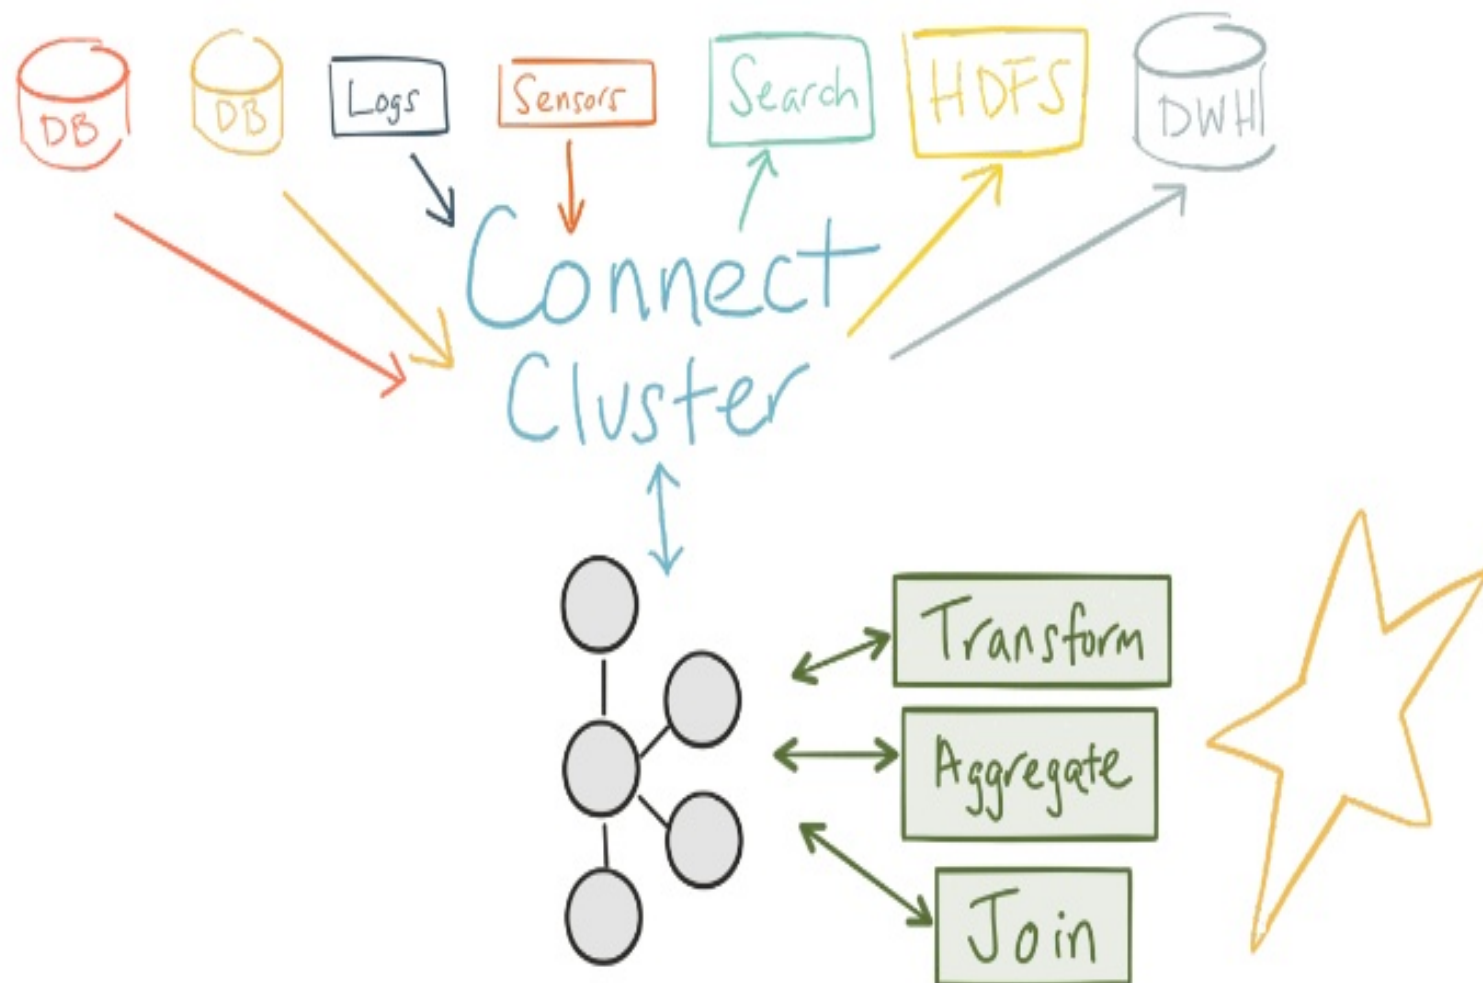 DB
DB
Logs
Sensors
Search
HDFS
DWH
Connect
Cluster
Transform
Aggregate
Join